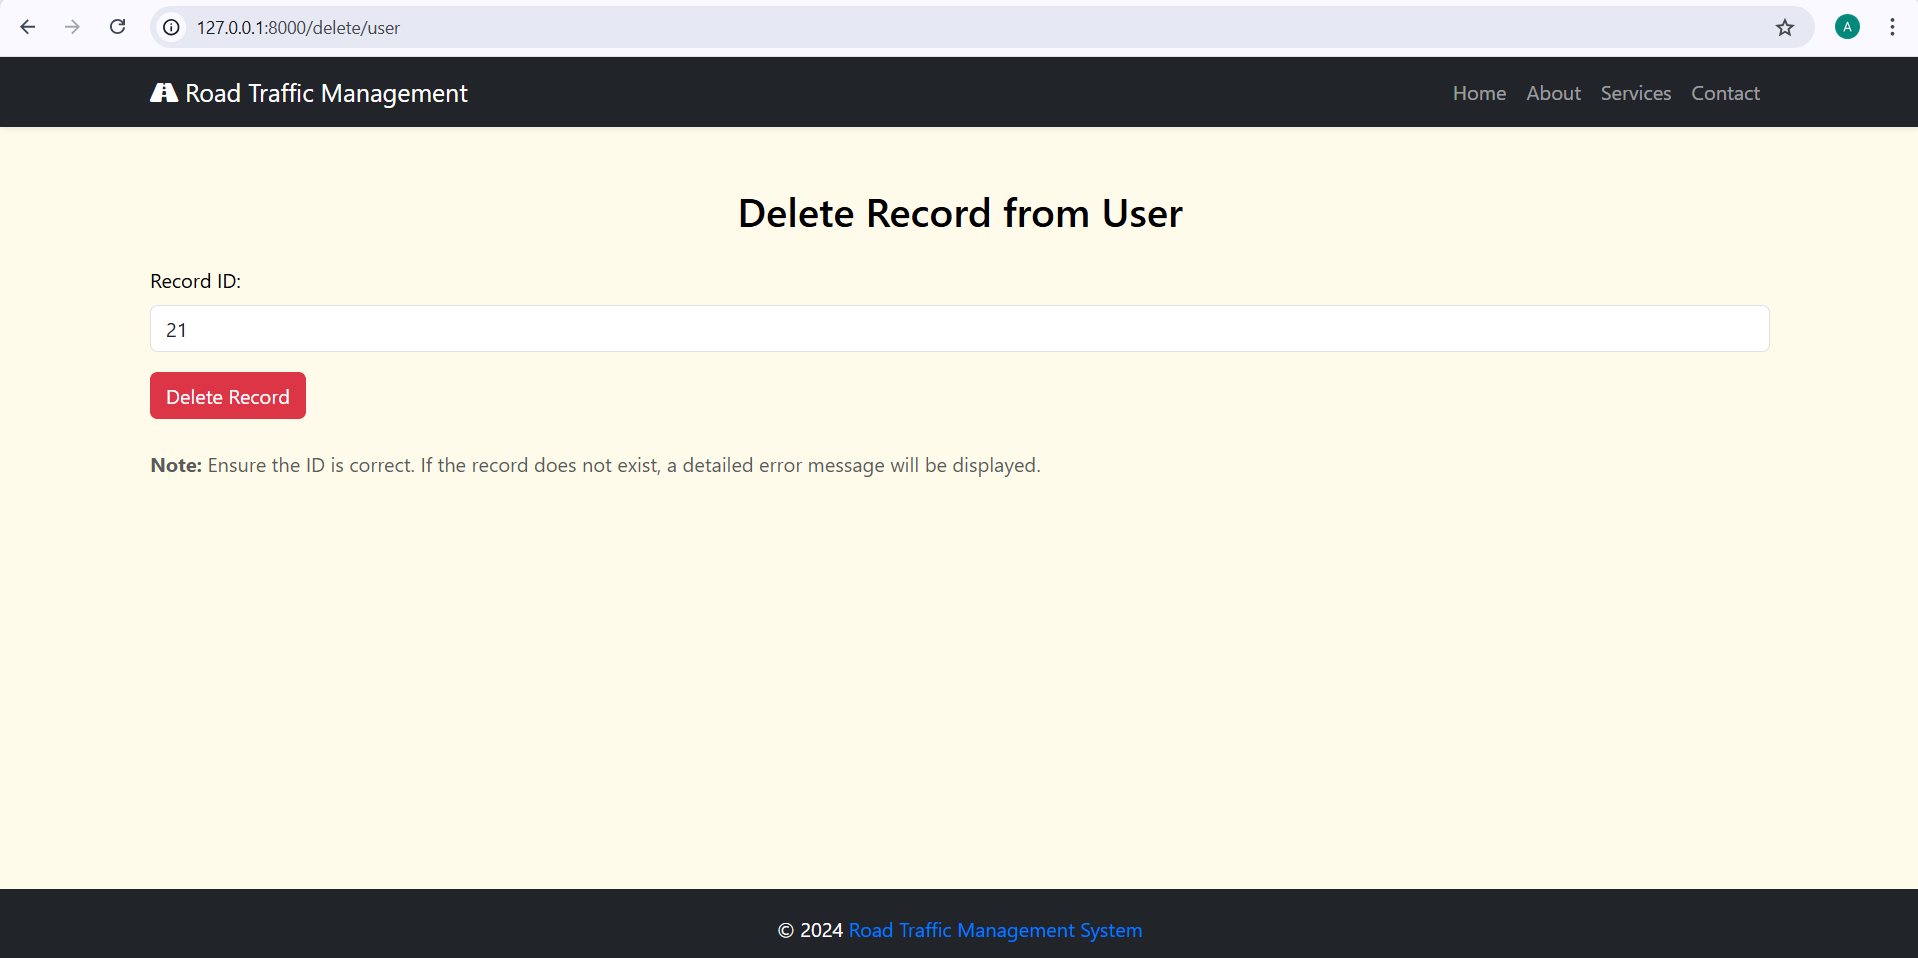 127.0.0.1:8000/delete/user
A
Road Traffic Management
Home About Services Contact
Delete Record from User
Record ID:
21
Delete Record
Note: Ensure the ID is correct. If the record does not exist, a detailed error message will be displayed.
© 2024 Road Traffic Management System